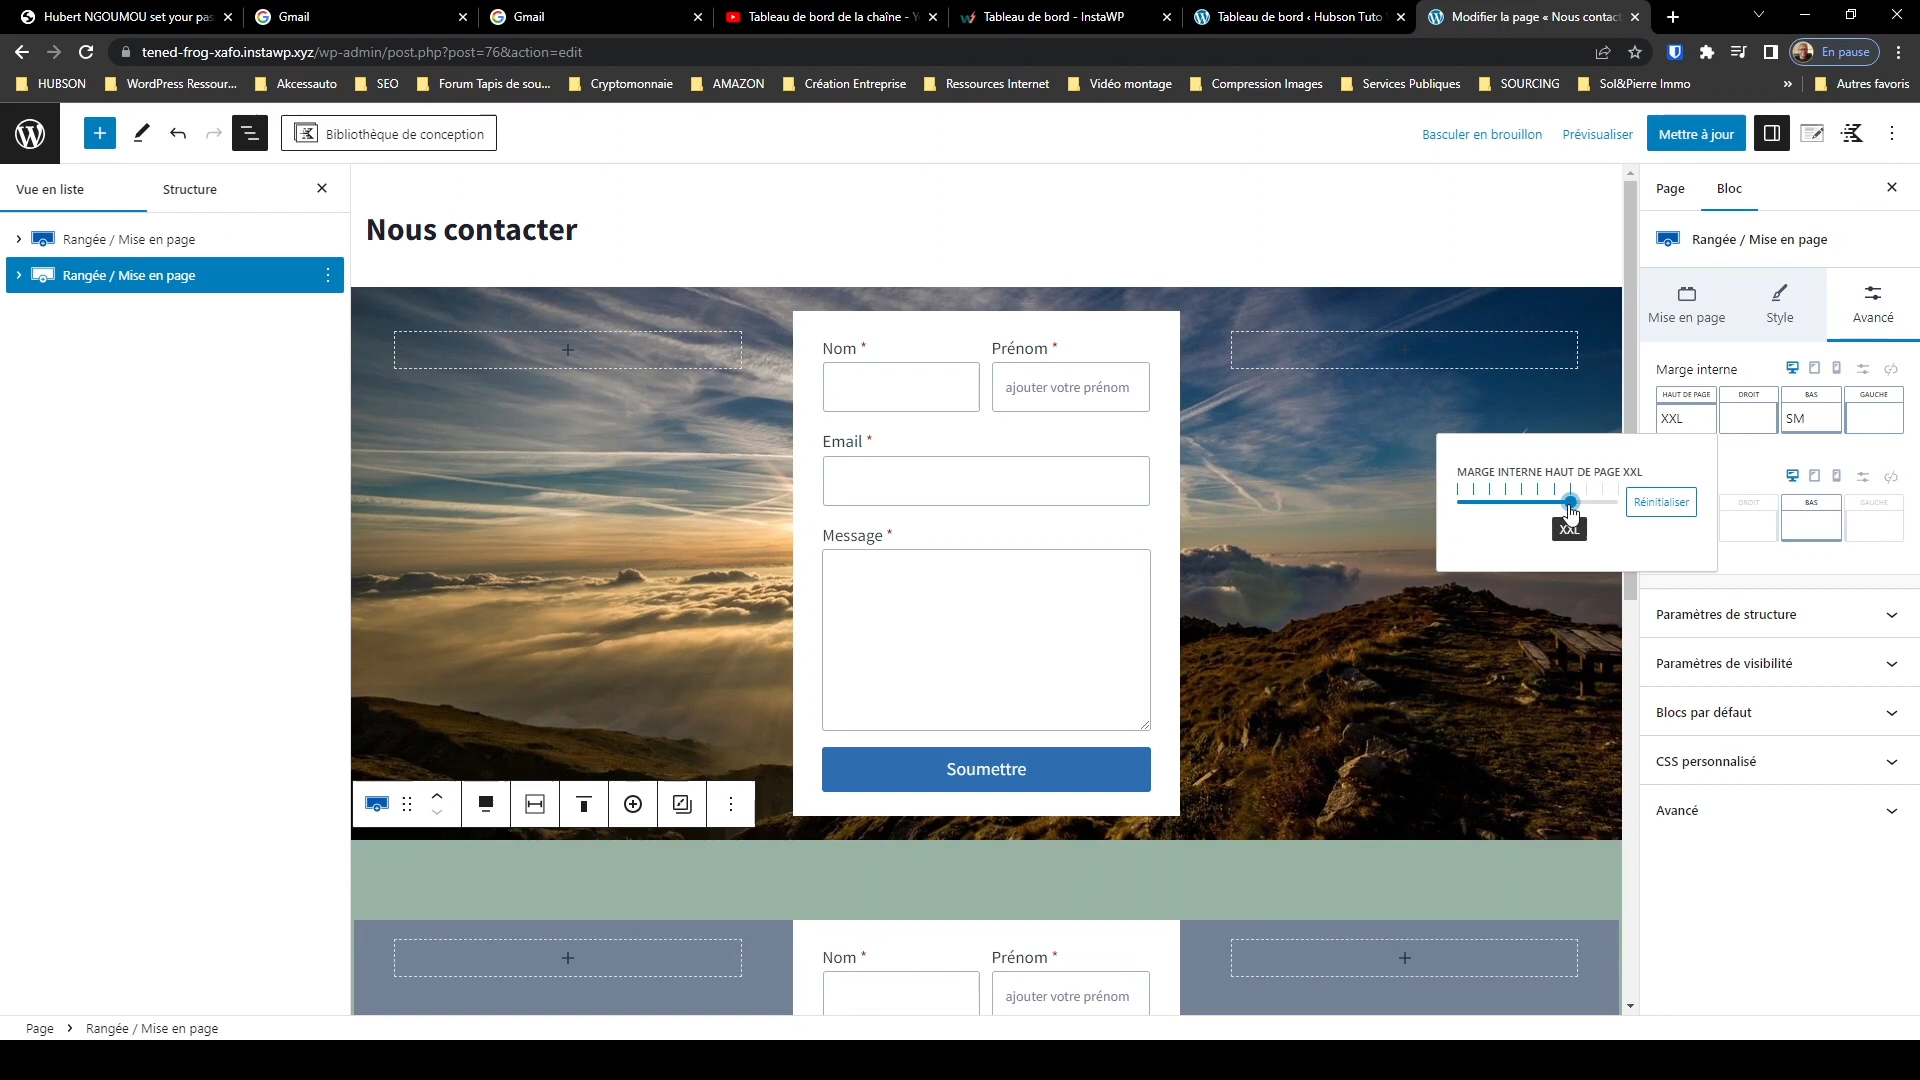 Hubert NGOUMOU set your pas
Gmail
Gmail
Tableau de bord de la chaîne - Y
Tableau de bord - InstaWP
Tableau de bord ‹ Hubson Tuto
Modifier la page « Nous contact
tened-frog-xafo.instawp.xyz/wp-admin/post.php?post=76&action=edit
En pause
HUBSON
WordPress Ressour...
Akcessauto
SEO
Forum Tapis de sou...
Cryptomonnaie
AMAZON
Création Entreprise
Ressources Internet
Vidéo montage
Compression Images
Services Publiques
SOURCING
Sol&Pierre Immo
»
Autres favoris
Bibliothèque de conception
Basculer en brouillon
Prévisualiser
Mettre à jour
Vue en liste
Structure
Page
Bloc
Rangée / Mise en page
Rangée / Mise en page
Nous contacter
Rangée / Mise en page
Mise en page
Style
Avancé
Nom *
Prénom *
ajouter votre prénom
Email *
Message *
Soumettre
Marge interne
HAUT DE PAGE
DROIT
BAS
GAUCHE
XXL
SM
MARGE INTERNE HAUT DE PAGE XXL
Réinitialiser
XXL
DROIT
BAS
GAUCHE
Paramètres de structure
Paramètres de visibilité
Blocs par défaut
CSS personnalisé
Avancé
Nom *
Prénom *
ajouter votre prénom
Page
Rangée / Mise en page